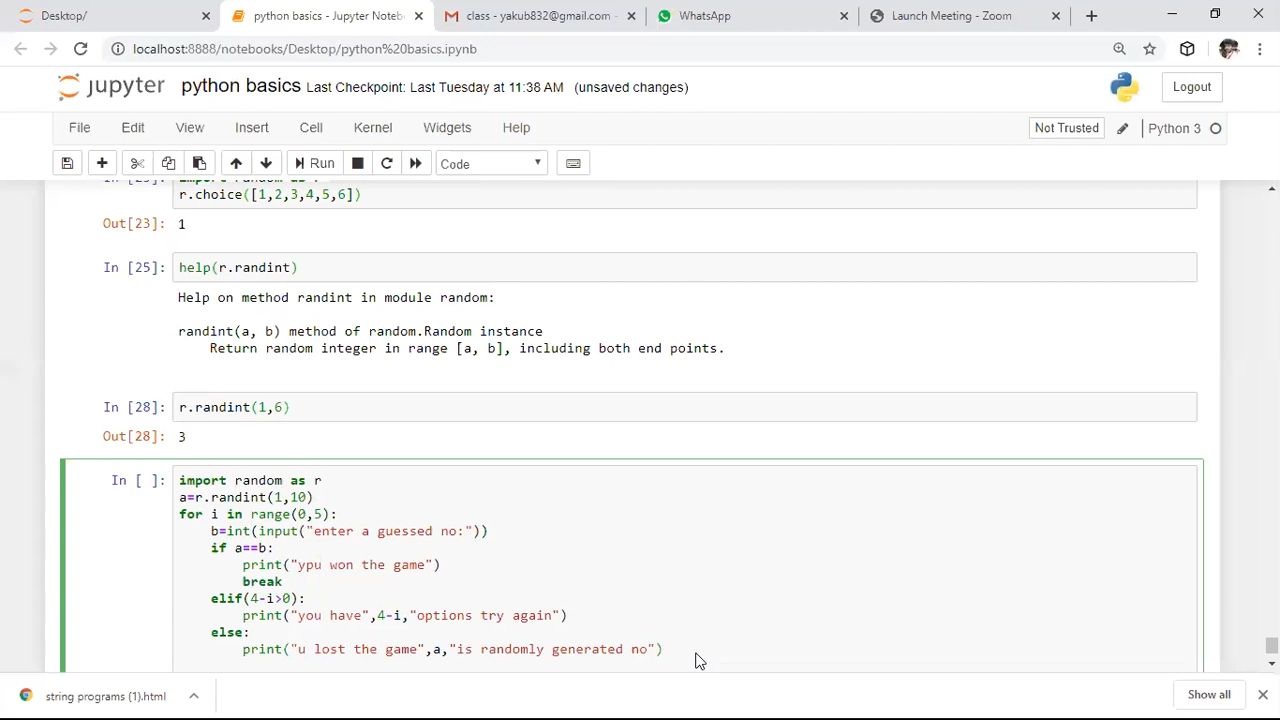 Desktop/
python basics - Jupyter Noteb
class - yakub832@gmail.com -
WhatsApp
Launch Meeting - Zoom
localhost:8888/notebooks/Desktop/python%20basics.ipynb
jupyter python basics Last Checkpoint: Last Tuesday at 11:38 AM (unsaved changes)
Logout
File Edit View Insert Cell Kernel Widgets Help
Not Trusted
Python 3
Run
Code
In [23]: import random as r
r.choice([1,2,3,4,5,6])
Out[23]: 1
In [25]: help(r.randint)
Help on method randint in module random:
randint(a, b) method of random.Random instance
Return random integer in range [a, b], including both end points.
In [28]: r.randint(1,6)
Out[28]: 3
In [ ]: import random as r
a=r.randint(1,10)
for i in range(0,5):
b=int(input("enter a guessed no:"))
if a==b:
print("ypu won the game")
break
elif(4-i>0):
print("you have",4-i,"options try again")
else:
print("u lost the game",a,"is randomly generated no")
string programs (1).html
Show all